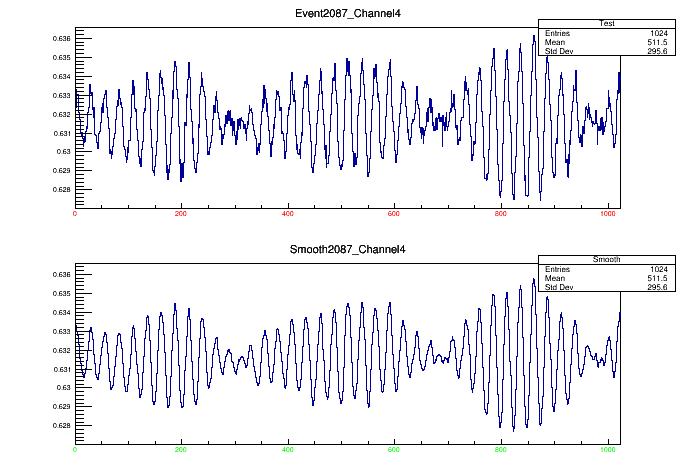 Event2087_Channel4
Test
Entries 1024
Mean 511.5
Std Dev 295.6
0.636
0.635
0.634
0.633
0.632
0.631
0.63
0.629
0.628
0 200 400 600 800 1000
Smooth2087_Channel4
Smooth
Entries 1024
Mean 511.5
Std Dev 295.6
0.636
0.635
0.634
0.633
0.632
0.631
0.63
0.629
0.628
0 200 400 600 800 1000